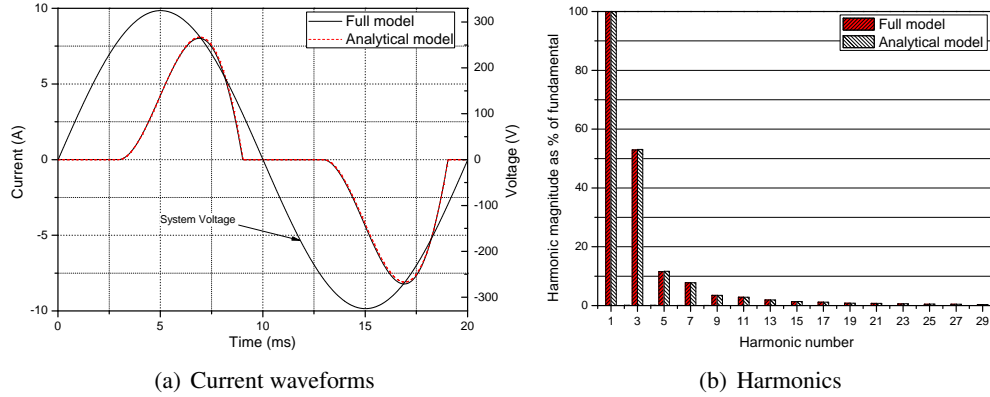 Full model
Analytical model
10
5
0
-5
-10
Current (A)
300
200
100
0
-100
-200
-300
Voltage (V)
System Voltage
0 5 10 15 20
Time (ms)
(a) Current waveforms
Full model
Analytical model
100
80
60
40
20
0
Harmonic magnitude as % of fundamental
1 3 5 7 9 11 13 15 17 19 21 23 25 27 29
Harmonic number
(b) Harmonics